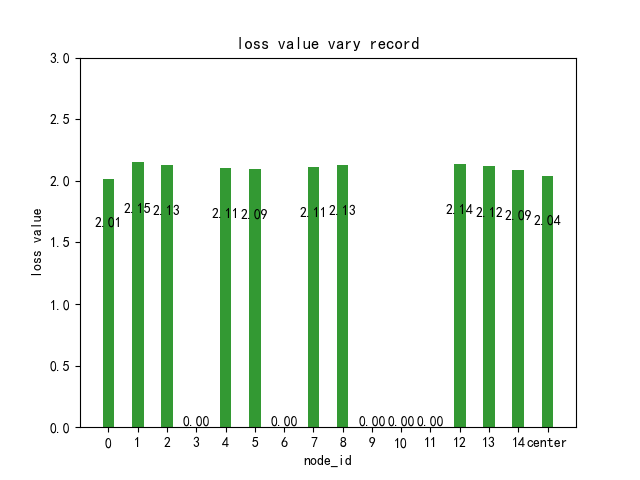 loss value vary record
loss value
3.0
2.5
2.0
1.5
1.0
0.5
0.0
2.01 2.15 2.13 0.00 2.11 2.09 0.00 2.11 2.13 0.00 0.00 0.00 2.14 2.12 2.09 2.04
0 1 2 3 4 5 6 7 8 9 10 11 12 13 14 center
node_id